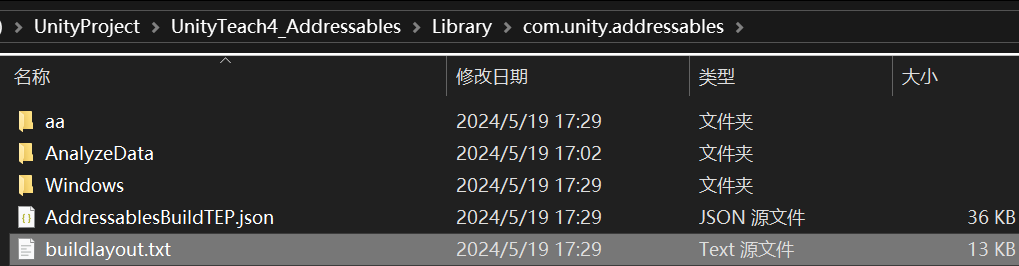 ) > UnityProject > UnityTeach4_Addressables > Library > com.unity.addressables >
名称 修改日期 类型 大小
aa 2024/5/19 17:29 文件夹
AnalyzeData 2024/5/19 17:02 文件夹
Windows 2024/5/19 17:29 文件夹
AddressablesBuildTEP.json 2024/5/19 17:29 JSON 源文件 36 KB
buildlayout.txt 2024/5/19 17:29 Text 源文件 13 KB